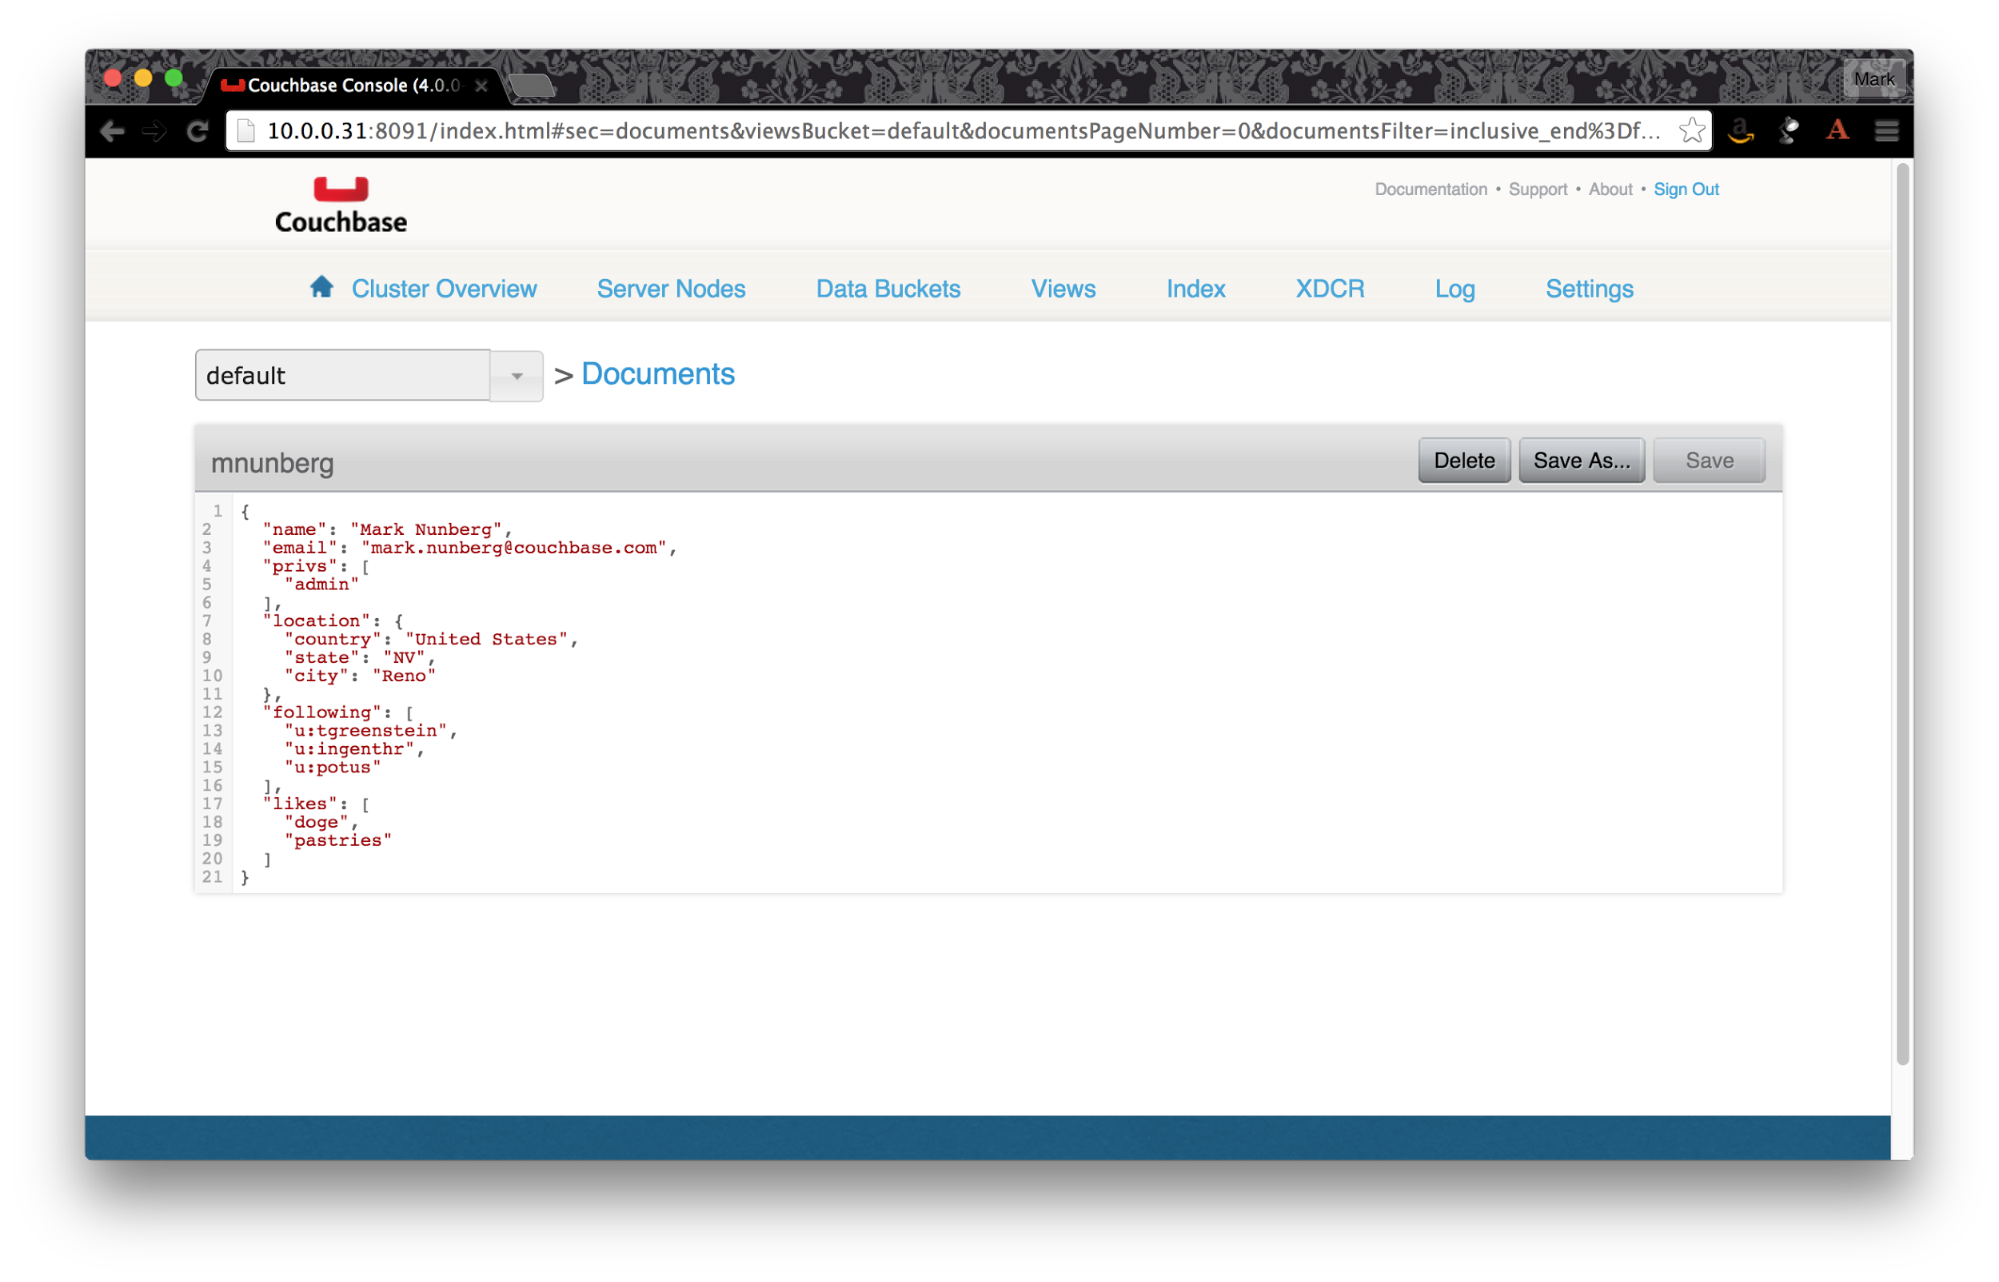 Couchbase Console (4.0.0-
Mark
10.0.0.31:8091/index.html#sec=documents&viewsBucket=default&documentsPageNumber=0&documentsFilter=inclusive_end%3Df...
a
A
Couchbase
Documentation • Support • About • Sign Out
Cluster Overview Server Nodes Data Buckets Views Index XDCR Log Settings
default > Documents
mnunberg Delete Save As... Save
1 {
2 "name": "Mark Nunberg",
3 "email": "mark.nunberg@couchbase.com",
4 "privs": [
5 "admin"
6 ],
7 "location": {
8 "country": "United States",
9 "state": "NV",
10 "city": "Reno"
11 },
12 "following": [
13 "u:tgreenstein",
14 "u:ingenthr",
15 "u:potus"
16 ],
17 "likes": [
18 "doge",
19 "pastries"
20 ]
21 }